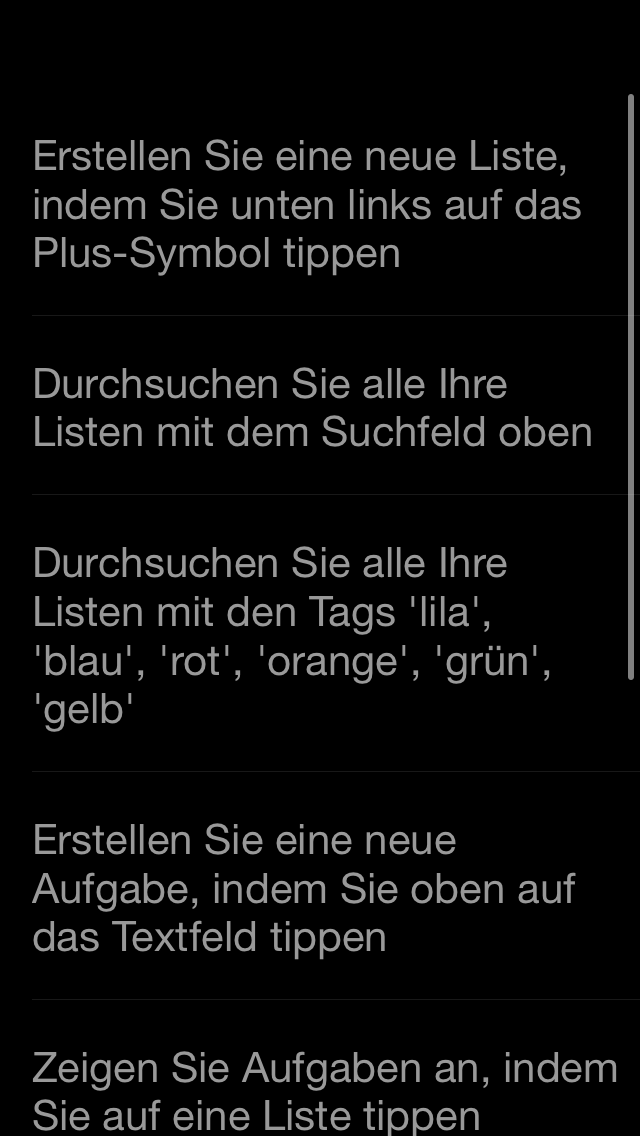 Erstellen Sie eine neue Liste,
indem Sie unten links auf das
Plus-Symbol tippen
Durchsuchen Sie alle Ihre
Listen mit dem Suchfeld oben
Durchsuchen Sie alle Ihre
Listen mit den Tags 'lila',
'blau', 'rot', 'orange', 'grün',
'gelb'
Erstellen Sie eine neue
Aufgabe, indem Sie oben auf
das Textfeld tippen
Zeigen Sie Aufgaben an, indem
Sie auf eine Liste tippen